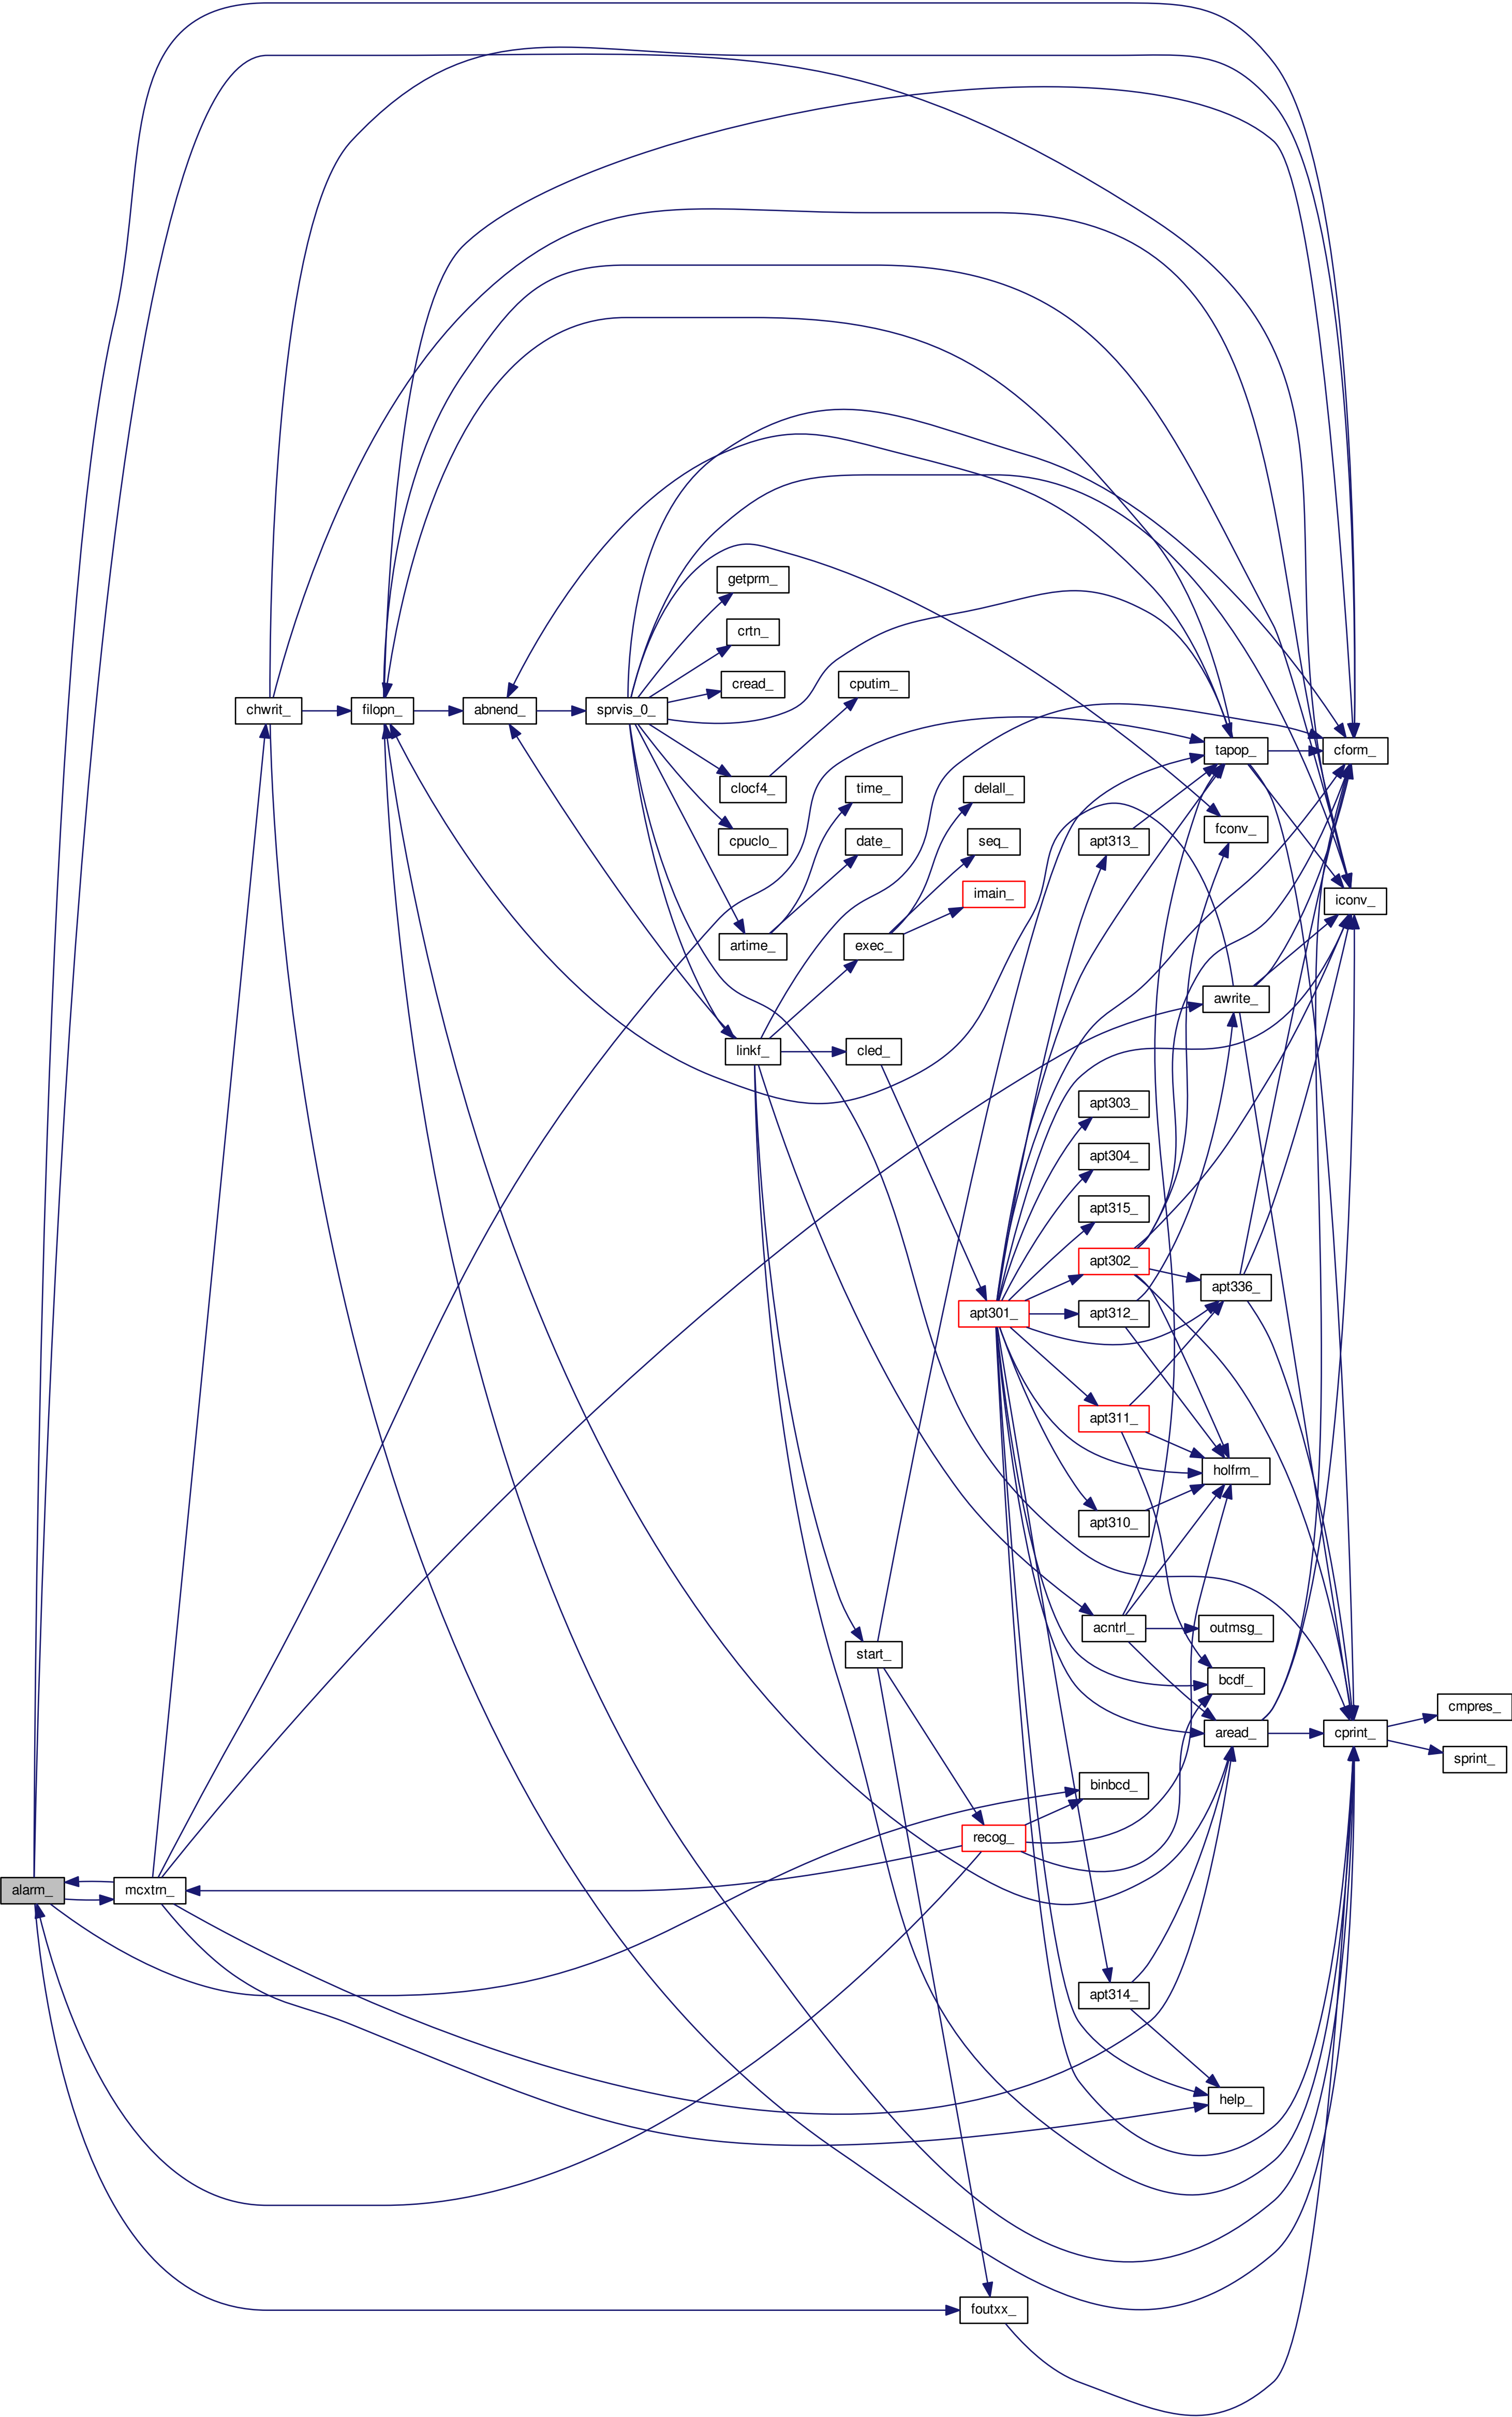 getprm_
crtn_
cread_
cputim_
chwrit_
filopn_
abnend_
sprvis_0_
tapop_
cform_
clocf4_
time_
delall_
fconv_
cpuclo_
date_
seq_
apt313_
imain_
iconv_
artime_
exec_
awrite_
linkf_
cled_
apt303_
apt304_
apt315_
apt302_
apt336_
apt301_
apt312_
apt311_
holfrm_
apt310_
acntrl_
outmsg_
start_
bcdf_
cmpres_
aread_
cprint_
sprint_
binbcd_
recog_
alarm_
mcxtrn_
apt314_
help_
foutxx_